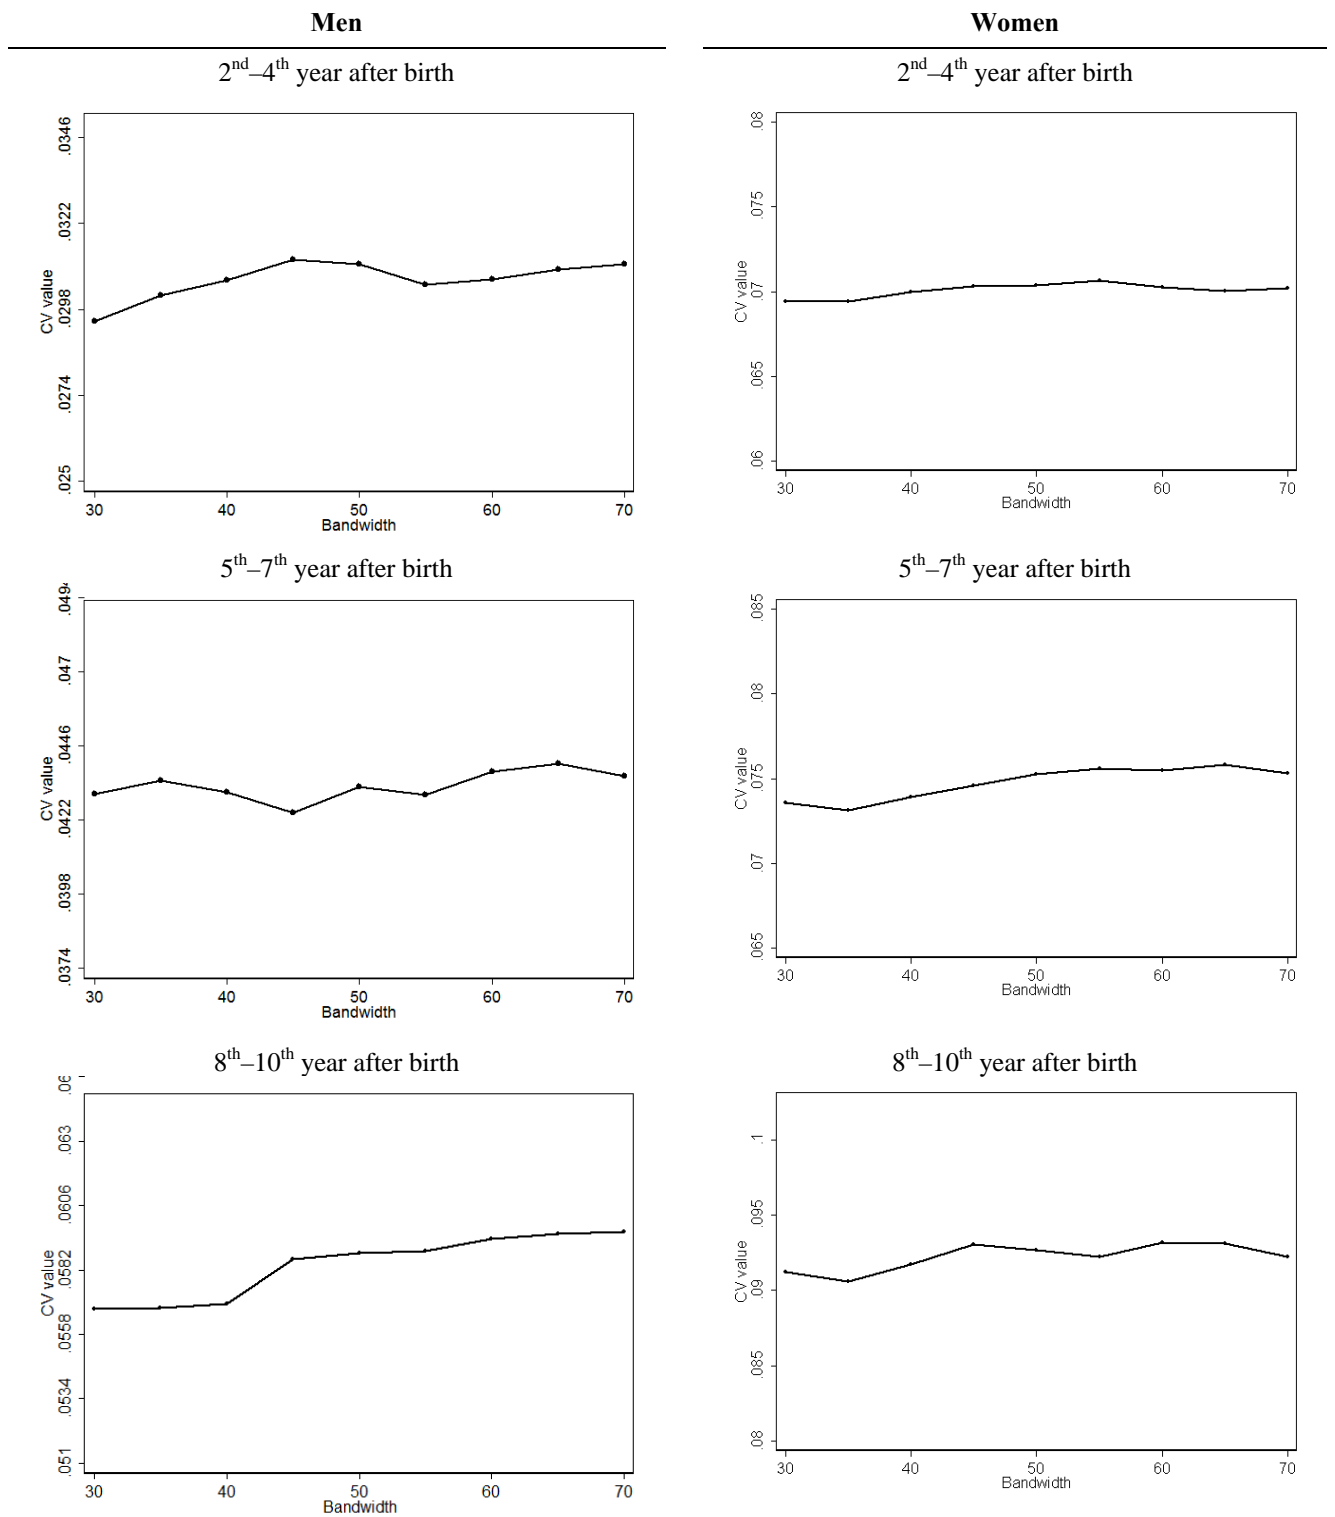 Men
Women
2nd–4th year after birth
2nd–4th year after birth
CV value
.025 .0274 .0298 .0322 .0346
30 40 50 60 70
Bandwidth
CV value
.06 .065 .07 .075 .08
30 40 50 60 70
Bandwidth
5th–7th year after birth
5th–7th year after birth
CV value
.0374 .0398 .0422 .0446 .047 .0494
30 40 50 60 70
Bandwidth
CV value
.065 .07 .075 .08 .085
30 40 50 60 70
Bandwidth
8th–10th year after birth
8th–10th year after birth
CV value
.051 .0534 .0558 .0582 .0606 .063
30 40 50 60 70
Bandwidth
CV value
.08 .085 .09 .095 .1
30 40 50 60 70
Bandwidth